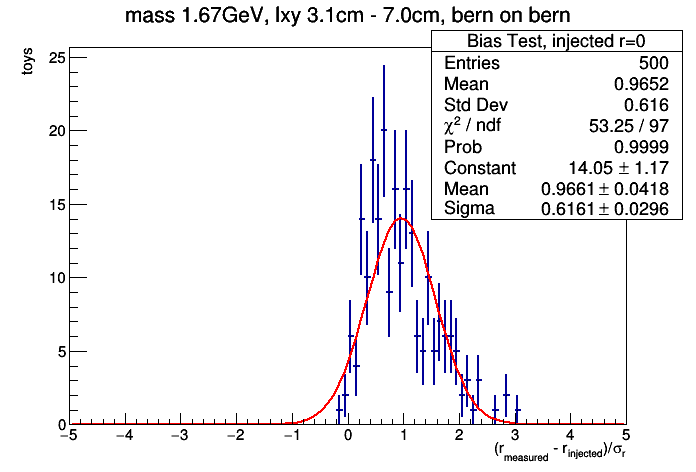 mass 1.67GeV, lxy 3.1cm - 7.0cm, bern on bern
Bias Test, injected r=0
Entries 500
Mean 0.9652
Std Dev 0.616
χ² / ndf 53.25 / 97
Prob 0.9999
Constant 14.05 ± 1.17
Mean 0.9661 ± 0.0418
Sigma 0.6161 ± 0.0296
toys
25
20
15
10
5
0
−5 −4 −3 −2 −1 0 1 2 3 4 5
(r_measured - r_injected)/σ_r